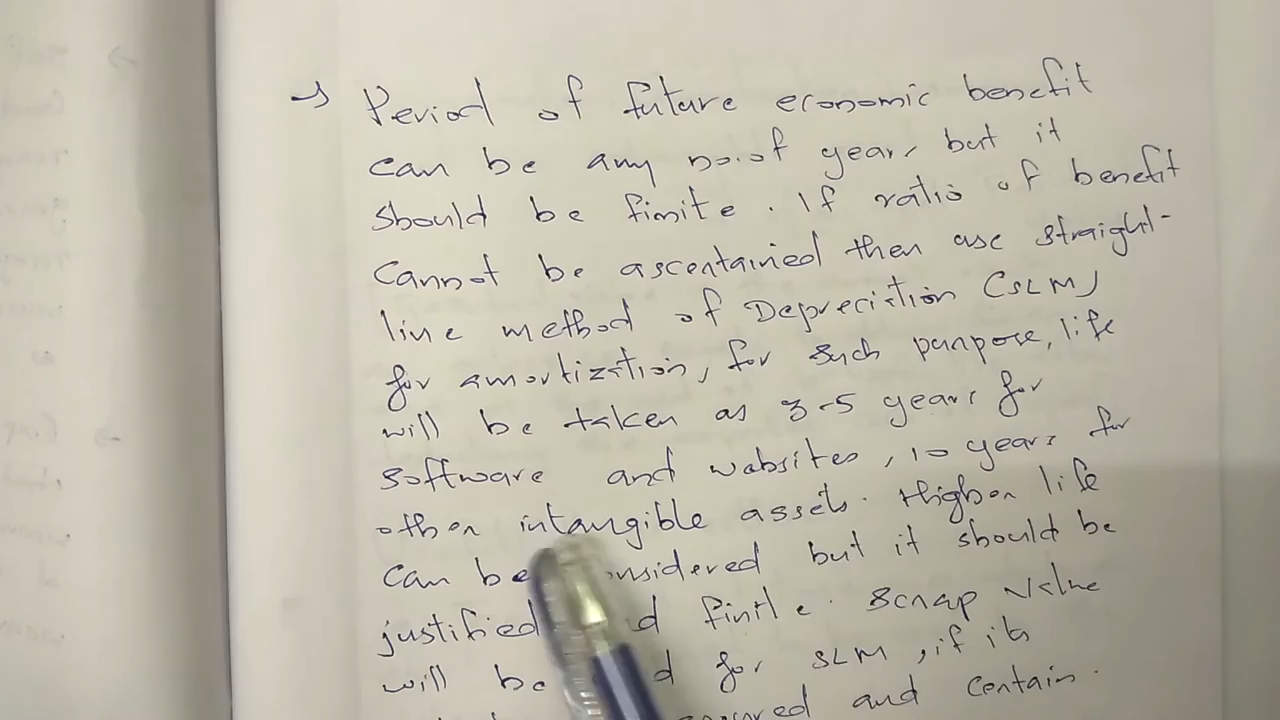 → Period of future economic benefit
can be any no.of years but it
should be finite. If ratio of benefit
cannot be ascertained then use straight-
line method of Depreciation (SLM)
for amortization, for such purpose, life
will be taken as 3-5 years for
software and websites, 10 years for
other intangible assets. Higher life
can be considered but it should be
justified finite. Scrap value
will be for SLM, if its
and certain.